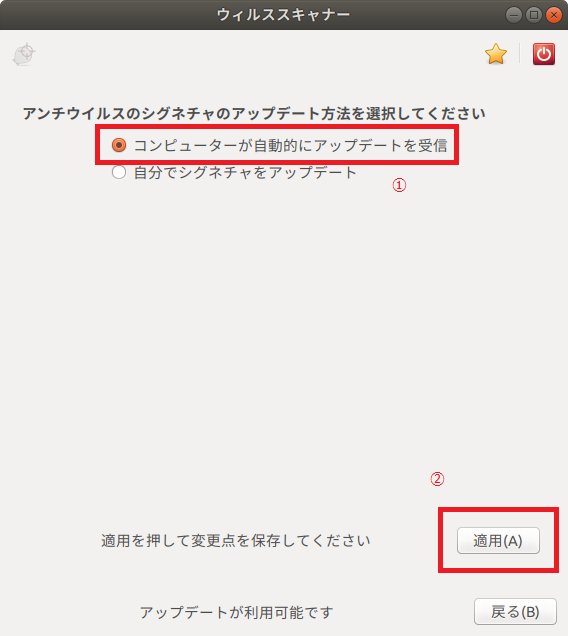 ウィルススキャナー
アンチウイルスのシグネチャのアップデート方法を選択してください
コンピューターが自動的にアップデートを受信
自分でシグネチャをアップデート
①
②
適用を押して変更点を保存してください
適用(A)
アップデートが利用可能です
戻る(B)